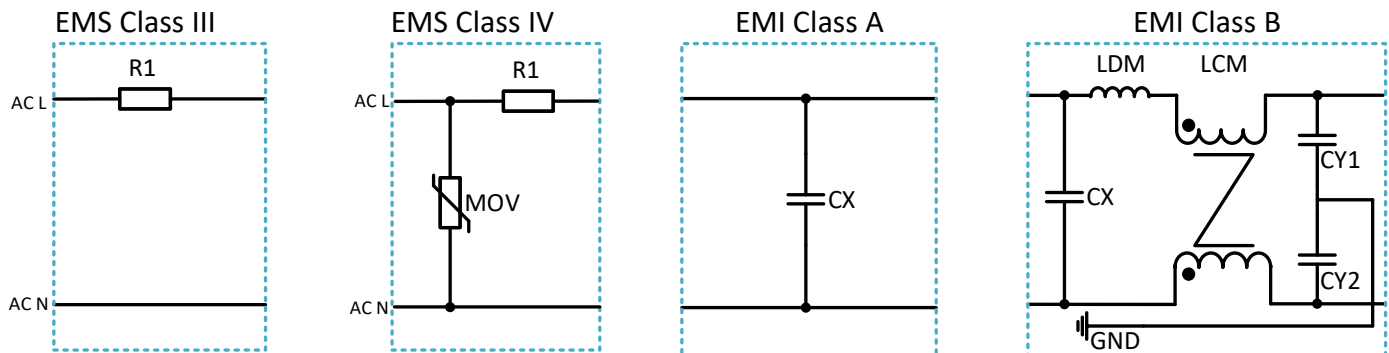 EMS Class III
EMS Class IV
EMI Class A
EMI Class B
R1
AC L
AC N
R1
AC L
MOV
AC N
CX
LDM
LCM
CX
CY1
CY2
GND